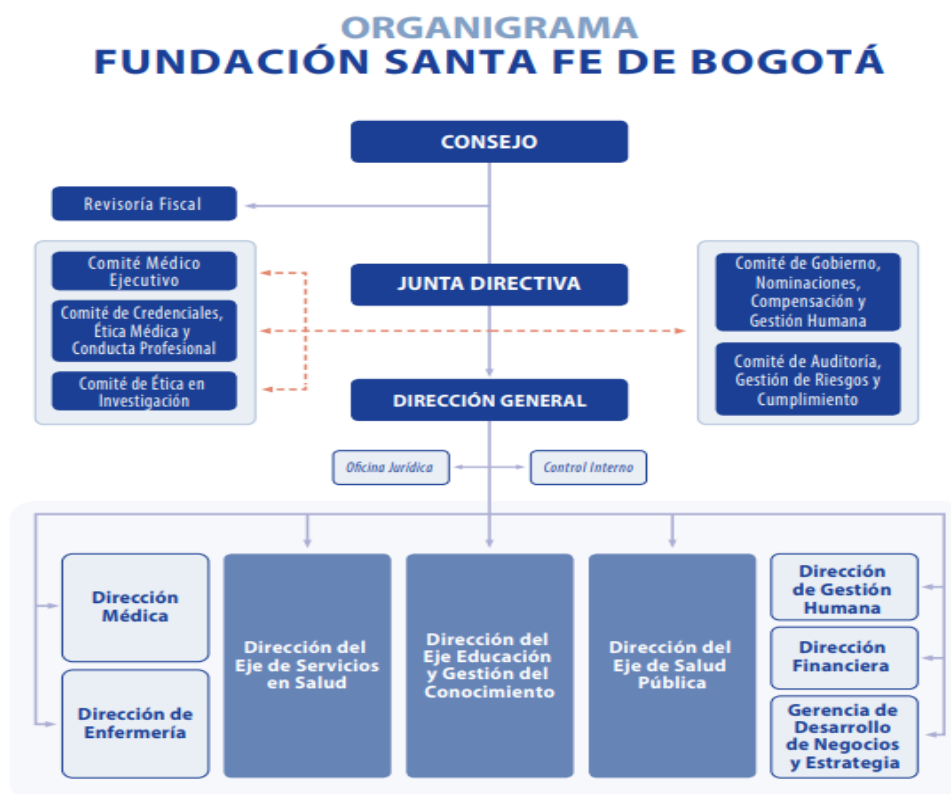 ORGANIGRAMA
FUNDACIÓN SANTA FE DE BOGOTÁ
CONSEJO
Revisoría Fiscal
Comité Médico
Ejecutivo
Comité de Credenciales,
Ética Médica y
Conducta Profesional
Comité de Ética en
Investigación
JUNTA DIRECTIVA
Comité de Gobierno,
Nominaciones,
Compensación y
Gestión Humana
Comité de Auditoría,
Gestión de Riesgos y
Cumplimiento
DIRECCIÓN GENERAL
Oficina Jurídica
Control Interno
Dirección
Médica
Dirección de
Enfermería
Dirección del
Eje de Servicios
en Salud
Dirección del
Eje Educación
y Gestión del
Conocimiento
Dirección del
Eje de Salud
Pública
Dirección
de Gestión
Humana
Dirección
Financiera
Gerencia de
Desarrollo
de Negocios
y Estrategia